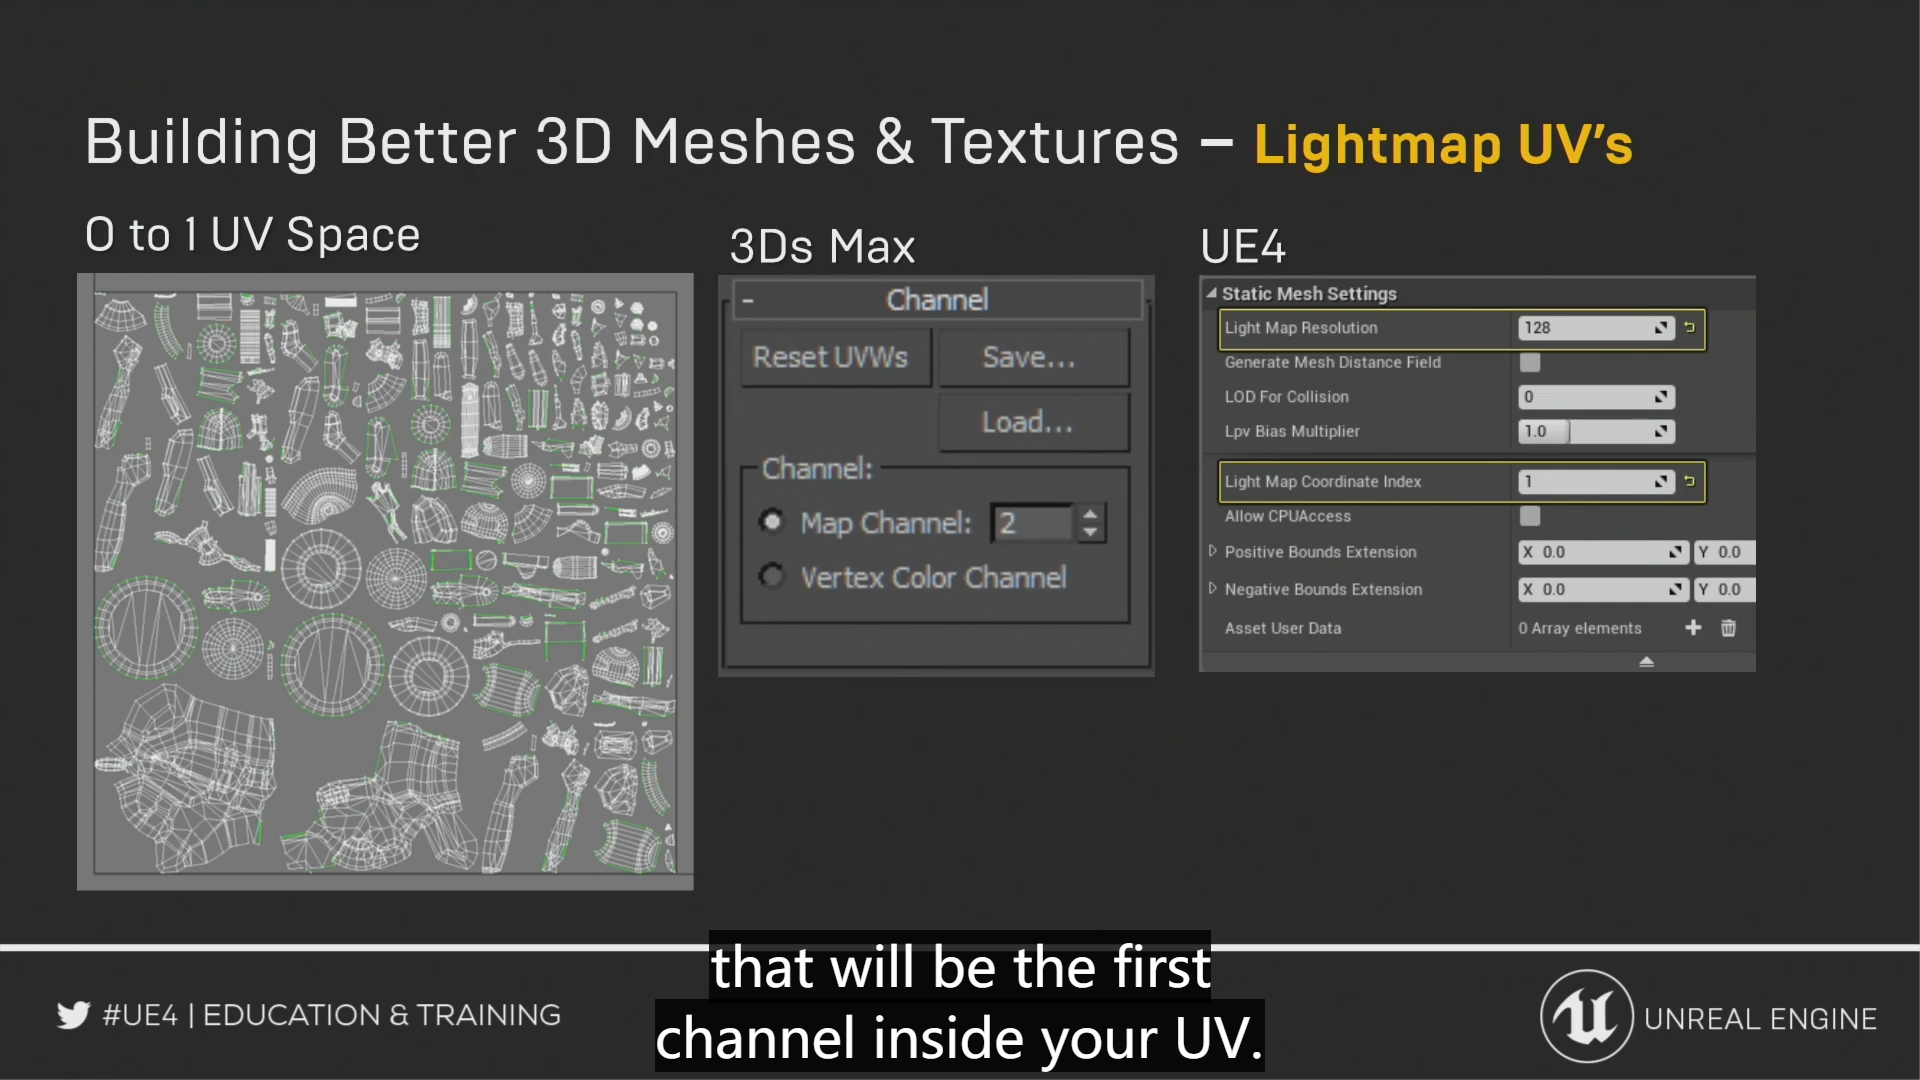 Building Better 3D Meshes & Textures – Lightmap UV's
0 to 1 UV Space
3Ds Max
- Channel
Reset UVWs Save...
Load...
Channel:
Map Channel: 2
Vertex Color Channel
UE4
Static Mesh Settings
Light Map Resolution 128
Generate Mesh Distance Field
LOD For Collision 0
Lpv Bias Multiplier 1.0
Light Map Coordinate Index 1
Allow CPUAccess
Positive Bounds Extension X 0.0 Y 0.0
Negative Bounds Extension X 0.0 Y 0.0
Asset User Data 0 Array elements
that will be the first
channel inside your UV.
#UE4 | EDUCATION & TRAINING
UNREAL ENGINE